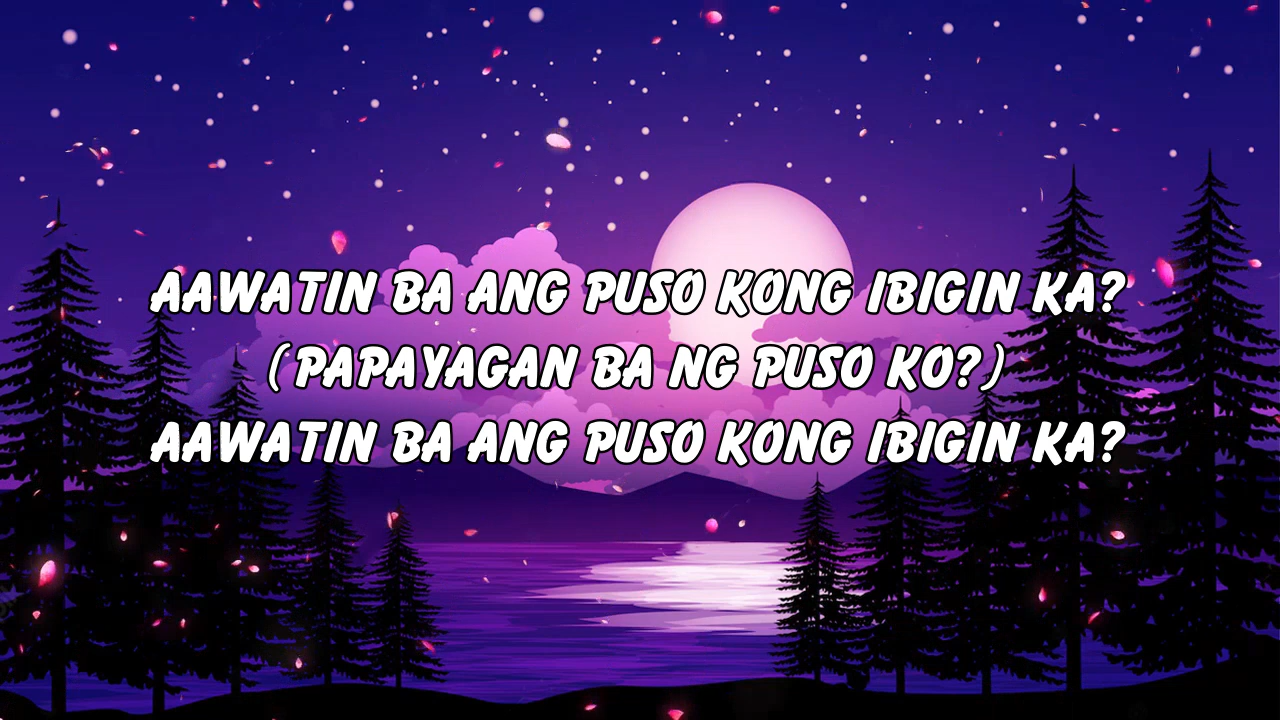 AAWATIN BA ANG PUSO KONG IBIGIN KA?
(PAPAYAGAN BA NG PUSO KO?)
AAWATIN BA ANG PUSO KONG IBIGIN KA?